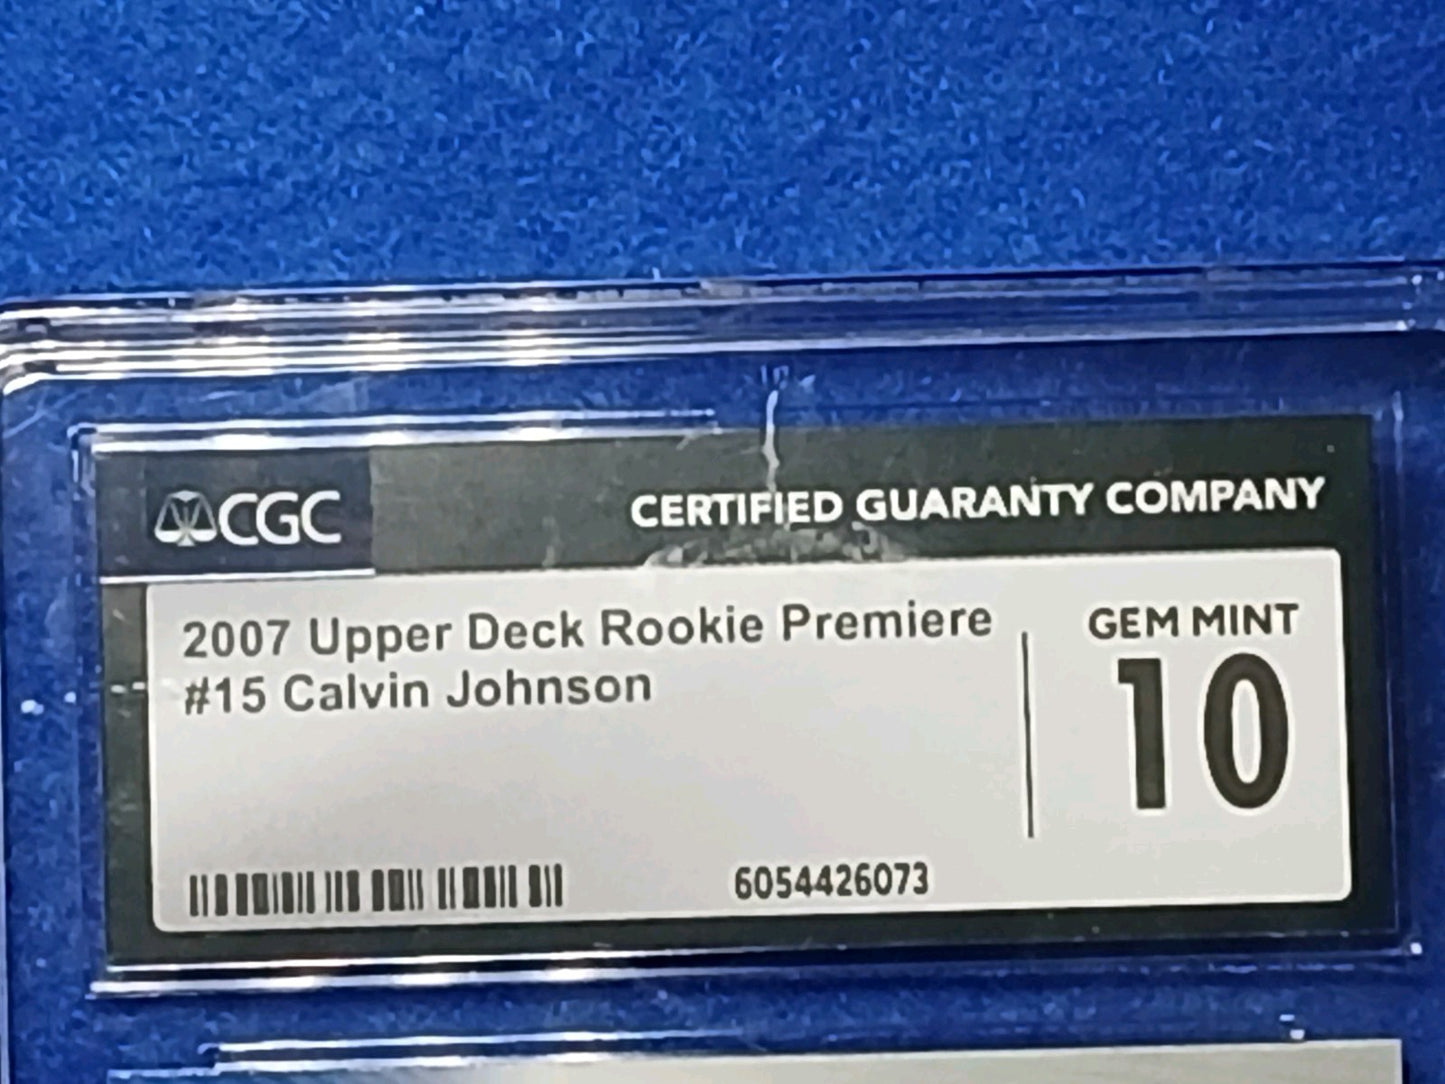 CGC CERTIFIED GUARANTY COMPANY
2007 Upper Deck Rookie Premiere
#15 Calvin Johnson
GEM MINT
10
6054426073